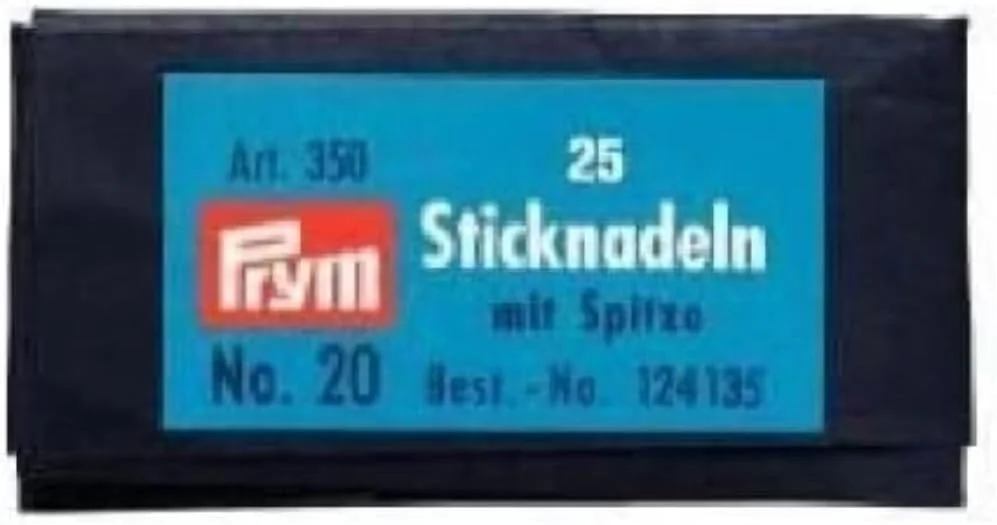 Art. 350
Prym
No. 20
25
Sticknadeln
mit Spitze
Best.-No. 124135